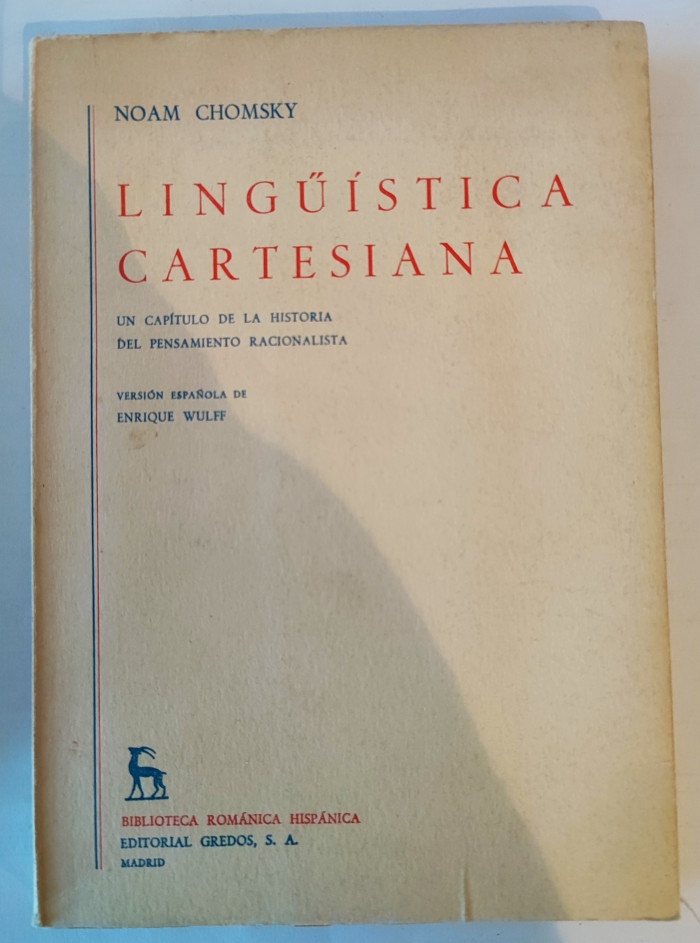 NOAM CHOMSKY
LINGŰÍSTICA
CARTESIANA
UN CAPÍTULO DE LA HISTORIA
DEL PENSAMIENTO RACIONALISTA
VERSIÓN ESPAÑOLA DE
ENRIQUE WULFF
BIBLIOTECA ROMÁNICA HISPÁNICA
EDITORIAL GREDOS, S. A.
MADRID